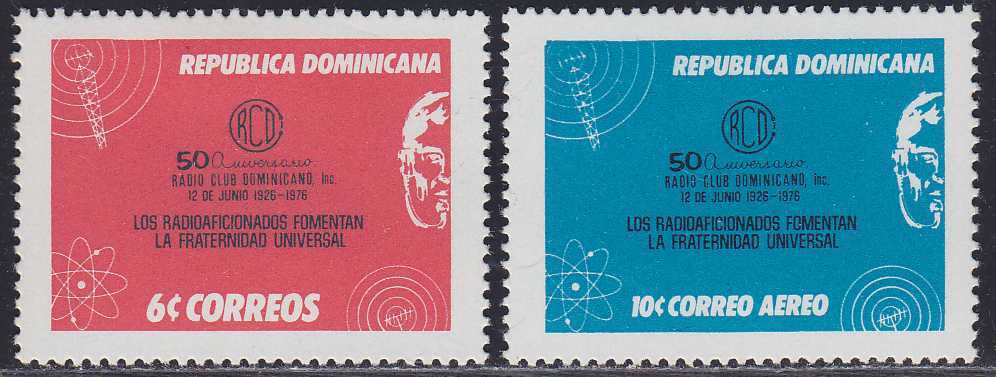 REPUBLICA DOMINICANA
RCD
50 Aniversario
RADIO CLUB DOMINICANO, Inc.
12 DE JUNIO 1926-1976
LOS RADIOAFICIONADOS FOMENTAN
LA FRATERNIDAD UNIVERSAL
6¢ CORREOS
REPUBLICA DOMINICANA
RCD
50 Aniversario
RADIO CLUB DOMINICANO, Inc.
12 DE JUNIO 1926-1976
LOS RADIOAFICIONADOS FOMENTAN
LA FRATERNIDAD UNIVERSAL
10¢ CORREO AEREO